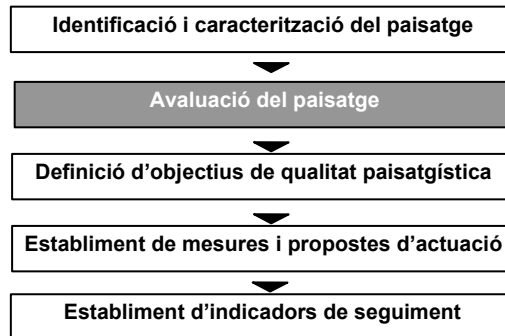 Identificació i caracterització del paisatge
Avaluació del paisatge
Definició d’objectius de qualitat paisatgística
Establiment de mesures i propostes d’actuació
Establiment d’indicadors de seguiment